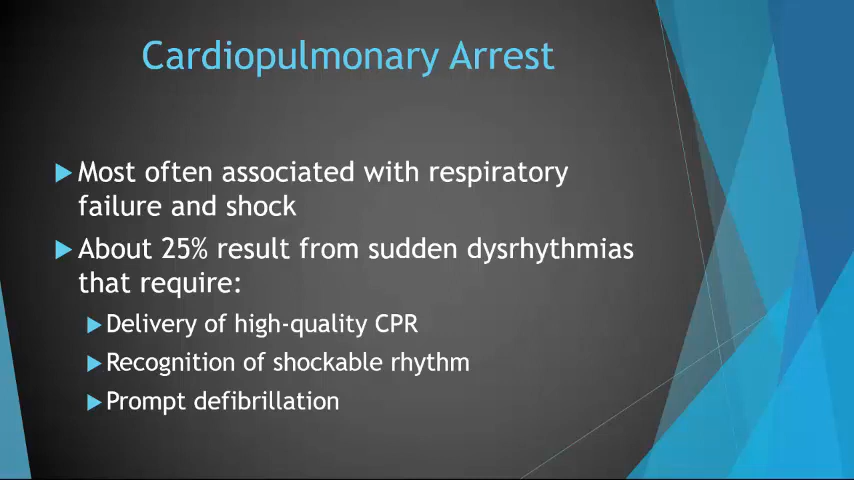 Cardiopulmonary Arrest
Most often associated with respiratory
failure and shock
About 25% result from sudden dysrhythmias
that require:
Delivery of high-quality CPR
Recognition of shockable rhythm
Prompt defibrillation